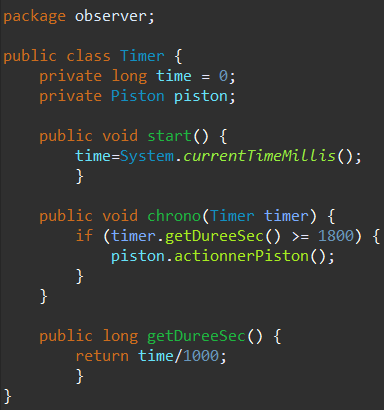 package observer;
public class Timer {
private long time = 0;
private Piston piston;
public void start() {
time=System.currentTimeMillis();
}
public void chrono(Timer timer) {
if (timer.getDureeSec() >= 1800) {
piston.actionnerPiston();
}
}
public long getDureeSec() {
return time/1000;
}
}